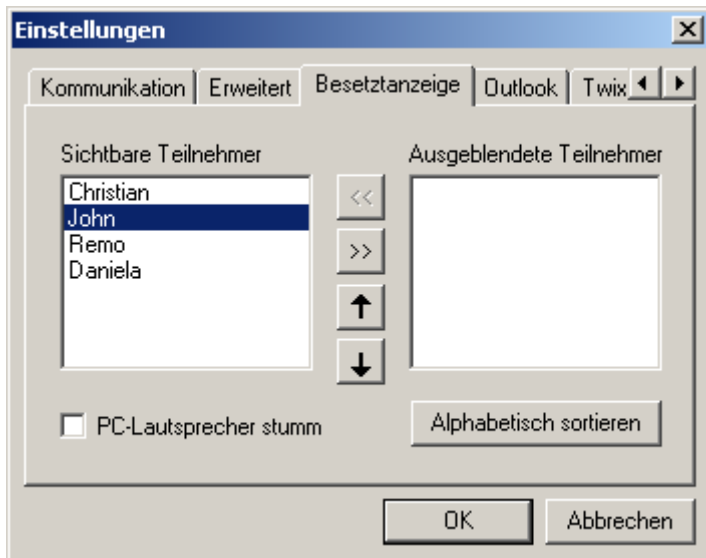 Einstellungen
Kommunikation Erweitert Besetztanzeige Outlook Twix
Sichtbare Teilnehmer Ausgeblendete Teilnehmer
Christian
John
Remo
Daniela
<<
>>
PC-Lautsprecher stumm Alphabetisch sortieren
OK Abbrechen